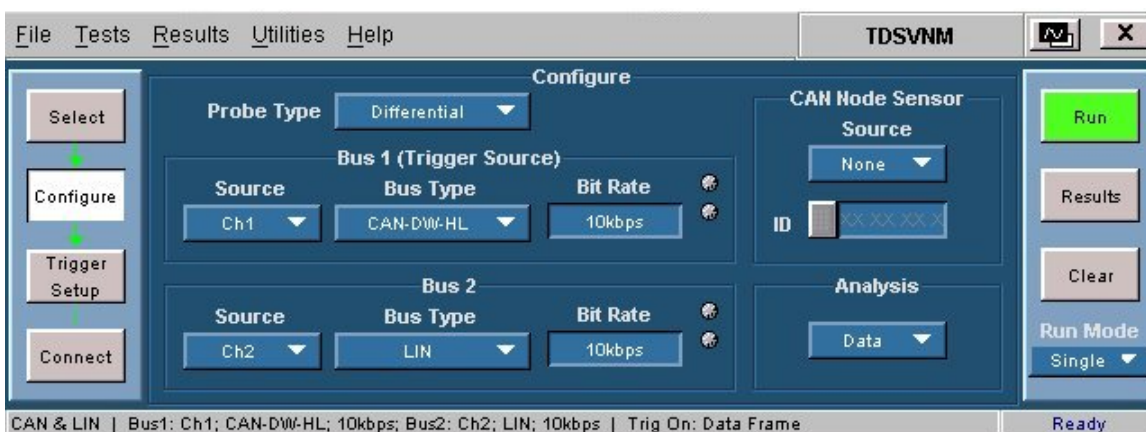 File Tests Results Utilities Help TDSVNM X
Configure
Select
Configure
Trigger
Setup
Connect
Probe Type Differential
Bus 1 (Trigger Source)
Source Bus Type Bit Rate
Ch1 CAN-DW-HL 10kbps
Bus 2
Source Bus Type Bit Rate
Ch2 LIN 10kbps
CAN Node Sensor
Source
None
ID XX XX XX X
Analysis
Data
Run
Results
Clear
Run Mode
Single
CAN & LIN | Bus1: Ch1; CAN-DW-HL; 10kbps; Bus2: Ch2; LIN; 10kbps | Trig On: Data Frame Ready